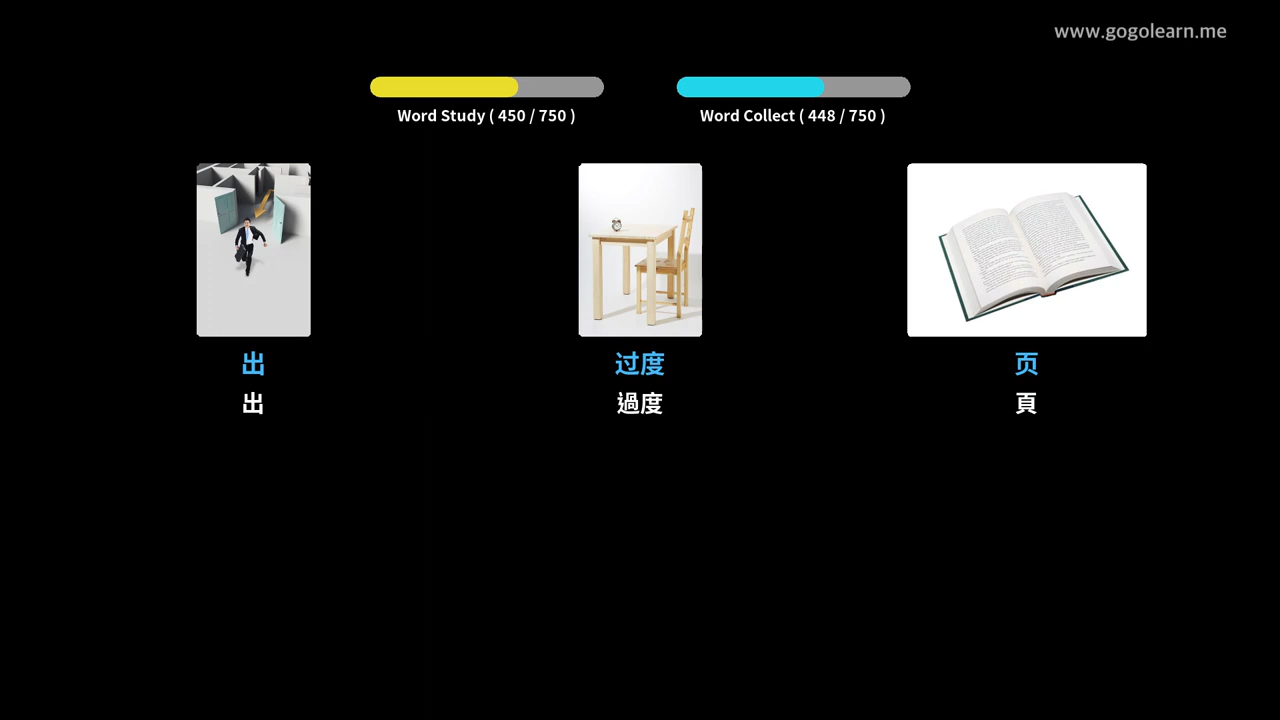 www.gogolearn.me
Word Study ( 450 / 750 )
Word Collect ( 448 / 750 )
出
过度
页
出
過度
頁